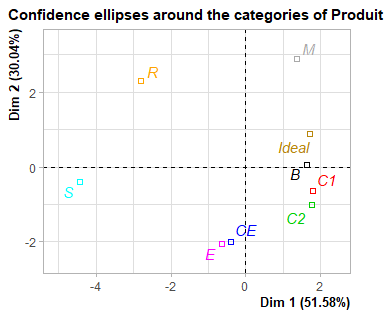 Confidence ellipses around the categories of Produit
Dim 2 (30.04%)
M
R
2
Ideal
B
0
C1
S
C2
CE
E
-2
-4
-2
0
2
Dim 1 (51.58%)